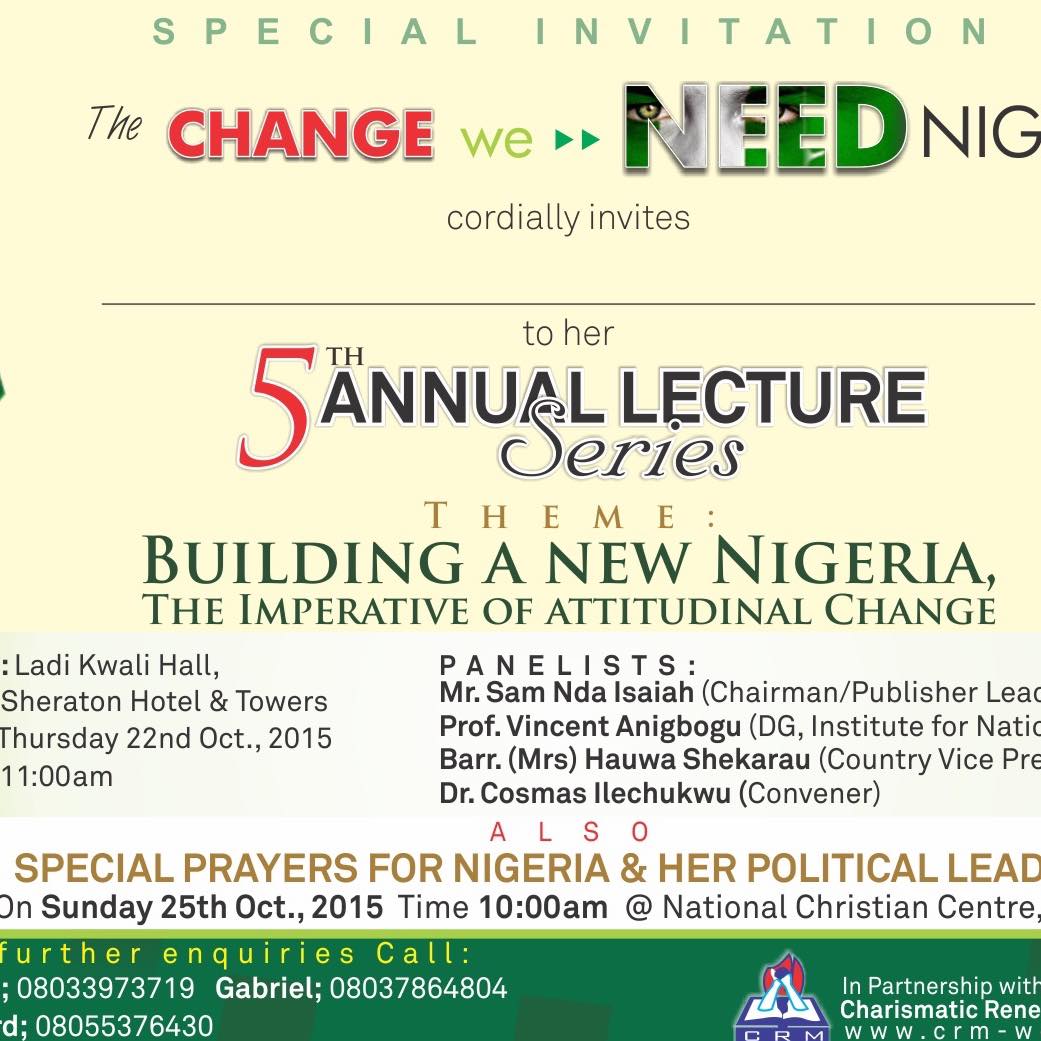 SPECIAL INVITATION
The CHANGE we NEED NIG
cordially invites
to her
5TH ANNUAL LECTURE
Series
THEME:
BUILDING A NEW NIGERIA,
THE IMPERATIVE OF ATTITUDINAL CHANGE
: Ladi Kwali Hall,
Sheraton Hotel & Towers
Thursday 22nd Oct., 2015
11:00am
PANELISTS:
Mr. Sam Nda Isaiah (Chairman/Publisher Lead
Prof. Vincent Anigbogu (DG, Institute for Natio
Barr. (Mrs) Hauwa Shekarau (Country Vice Pre
Dr. Cosmas Ilechukwu (Convener)
ALSO
SPECIAL PRAYERS FOR NIGERIA & HER POLITICAL LEAD
On Sunday 25th Oct., 2015 Time 10:00am @ National Christian Centre,
further enquiries Call:
; 08033973719 Gabriel; 08037864804
rd; 08055376430
CRM
In Partnership with
Charismatic Rene
www.crm-w